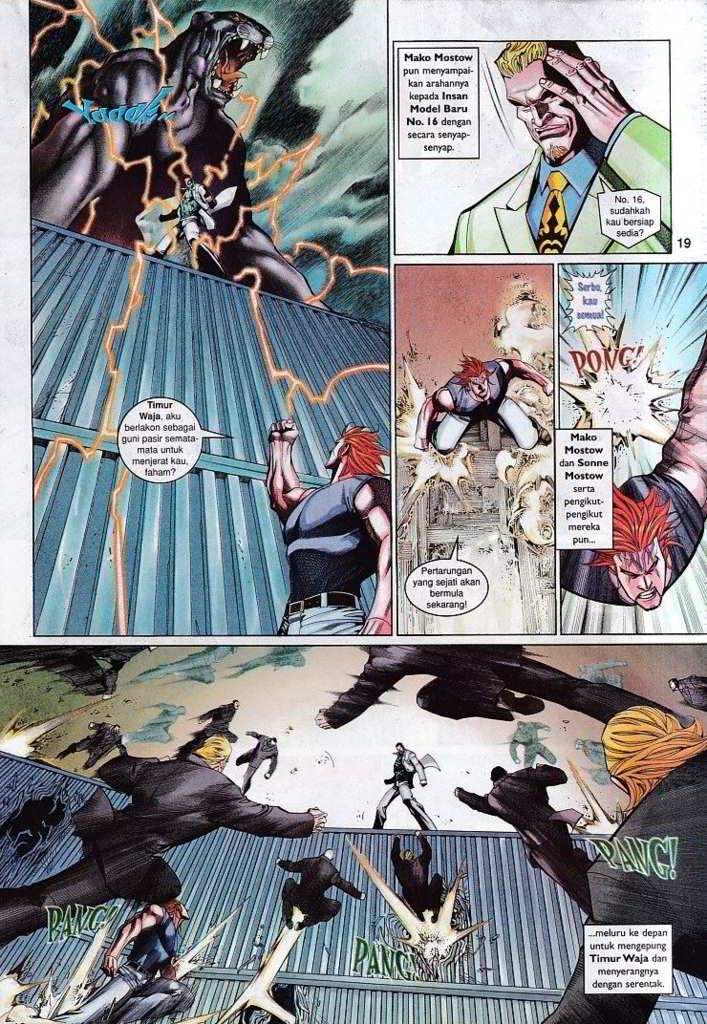 Yaaah...
Timur
Waja, aku
berlakon sebagai
guni pasir semata-
mata untuk
menjerat kau,
faham?
Mako Mostow
pun menyampai-
kan arahannya
kepada Insan
Model Baru
No. 16 dengan
secara senyap-
senyap.
No. 16,
sudahkah
kau bersiap
sedia?
19
Pertarungan
yang sejati akan
bermula
sekarang!
Serbu,
kau
semua!
PONG!
Mako
Mostow
dan Sonne
Mostow
serta
pengikut-
pengikut
mereka
pun...
PANG!
PANG!
PANG!
...meluru ke depan
untuk mengepung
Timur Waja dan
menyerangnya
dengan serentak.